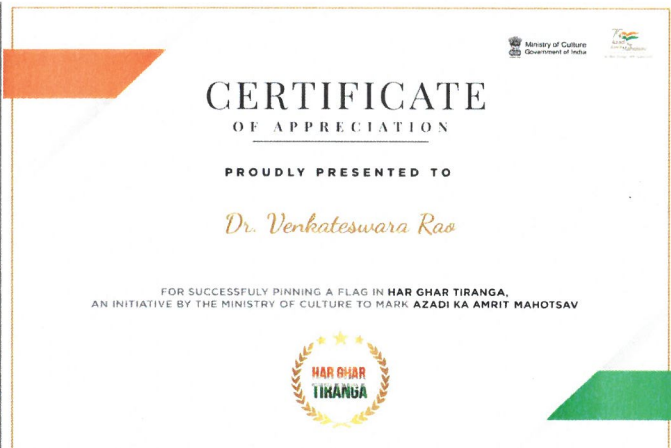 Ministry of Culture
Government of India
CERTIFICATE
OF APPRECIATION
PROUDLY PRESENTED TO
Dr. Venkateswara Rao
FOR SUCCESSFULY PINNING A FLAG IN HAR GHAR TIRANGA,
AN INITIATIVE BY THE MINISTRY OF CULTURE TO MARK AZADI KA AMRIT MAHOTSAV
HAR GHAR
TIRANGA